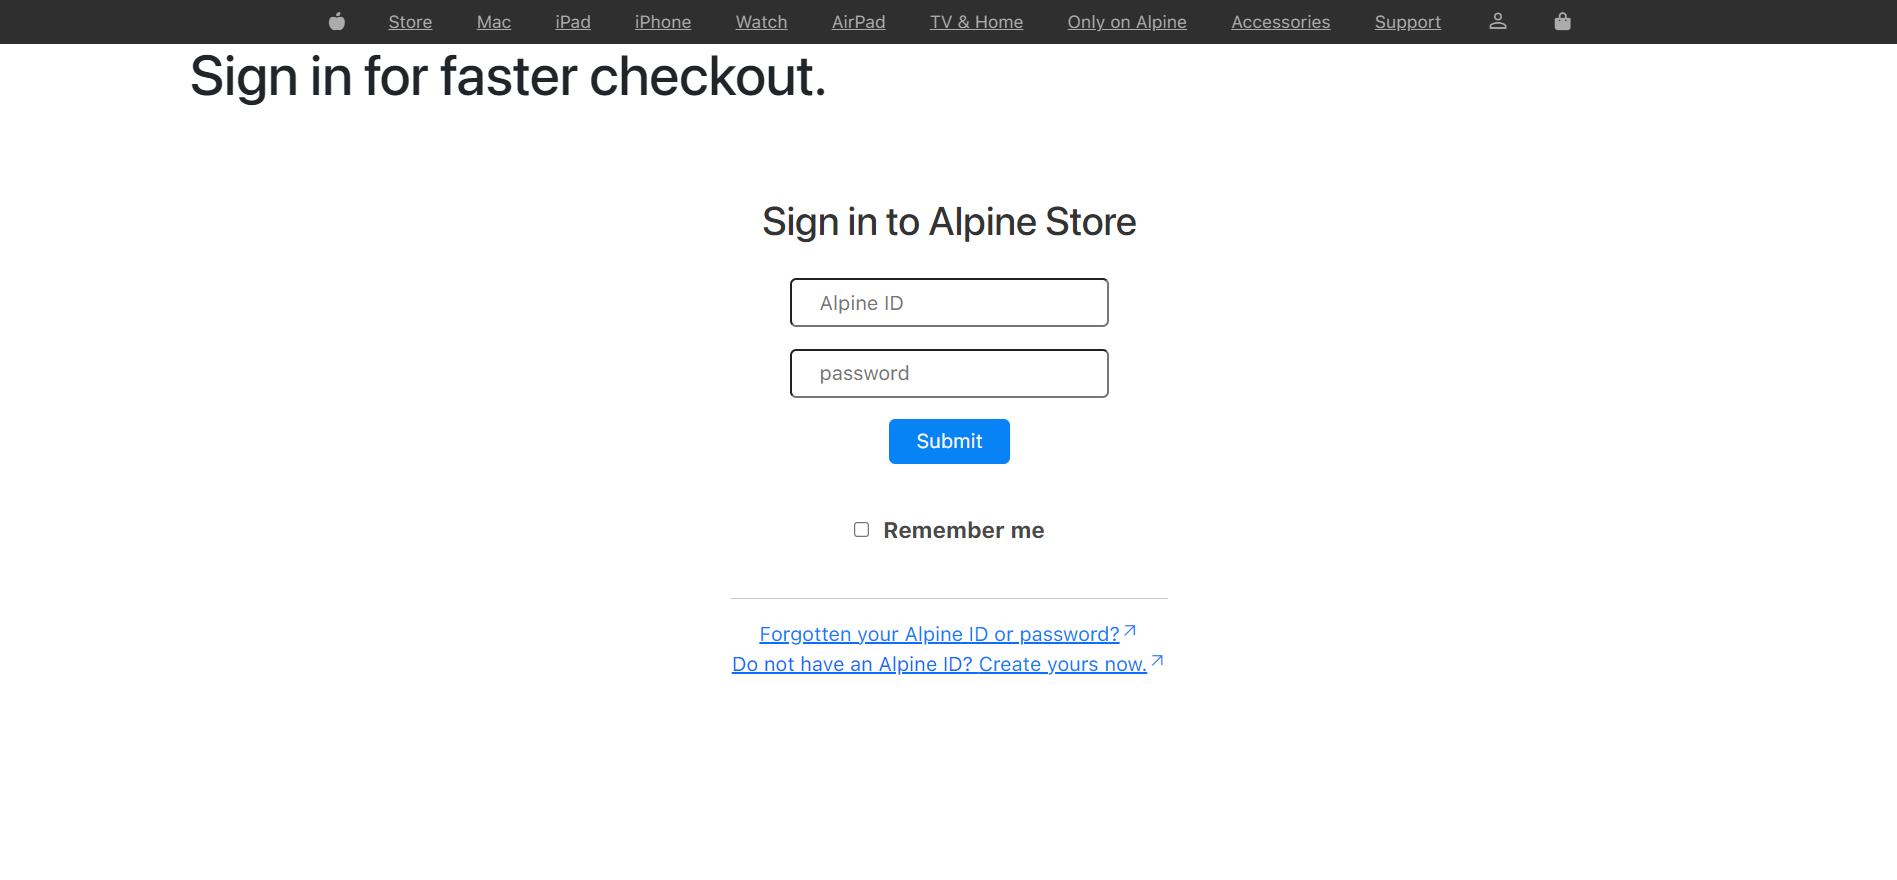 Store Mac iPad iPhone Watch AirPad TV & Home Only on Alpine Accessories Support
Sign in for faster checkout.
Sign in to Alpine Store
Alpine ID
password
Submit
Remember me
Forgotten your Alpine ID or password?
Do not have an Alpine ID? Create yours now.